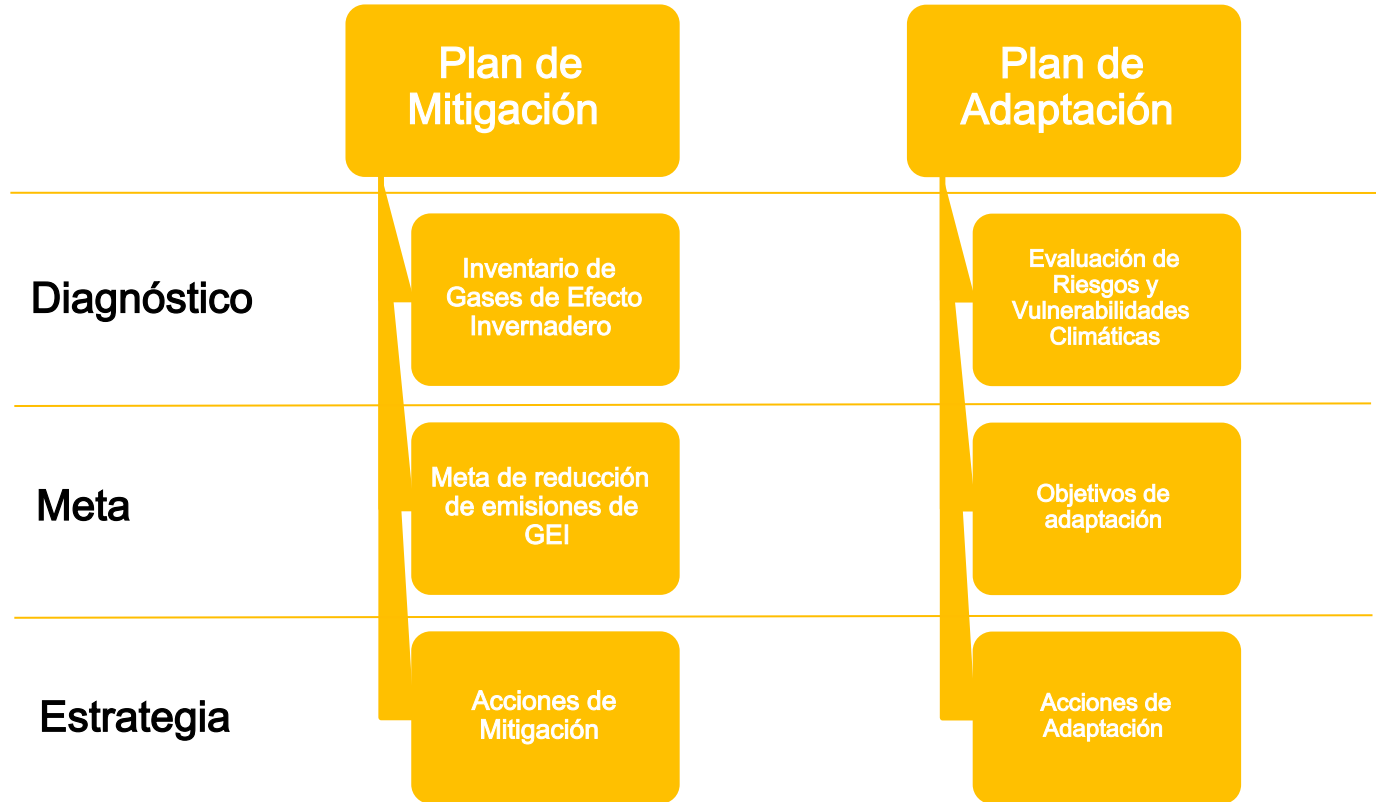 Plan de
Mitigación
Plan de
Adaptación
Diagnóstico
Inventario de
Gases de Efecto
Invernadero
Evaluación de
Riesgos y
Vulnerabilidades
Climáticas
Meta
Meta de reducción
de emisiones de
GEI
Objetivos de
adaptación
Estrategia
Acciones de
Mitigación
Acciones de
Adaptación